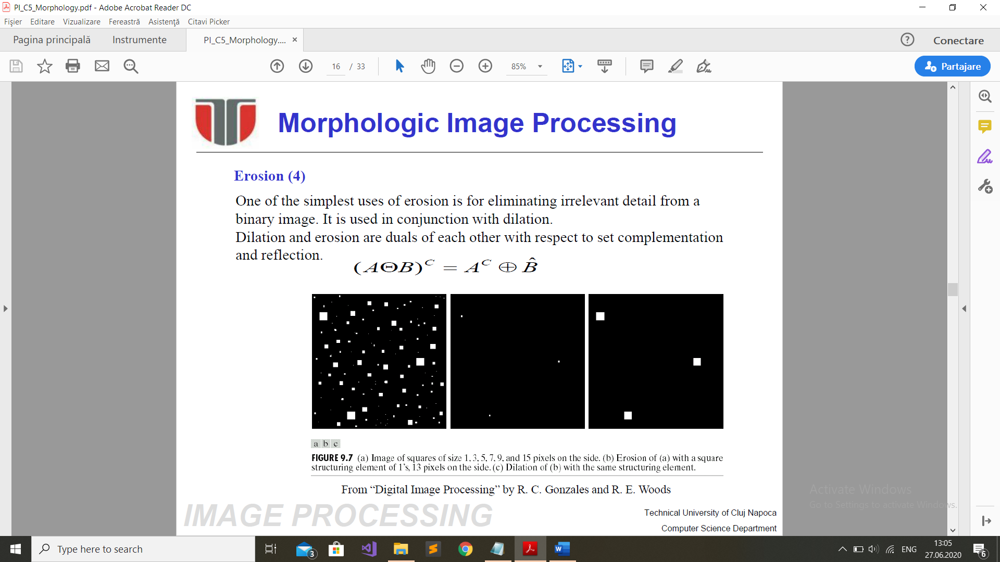 PI_C5_Morphology.pdf - Adobe Acrobat Reader DC
Fişier Editare Vizualizare Fereastră Asistenţă Citavi Picker
Pagina principală Instrumente PI_C5_Morphology.... × Conectare
16 / 33 85% Partajare
Morphologic Image Processing
Erosion (4)
One of the simplest uses of erosion is for eliminating irrelevant detail from a
binary image. It is used in conjunction with dilation.
Dilation and erosion are duals of each other with respect to set complementation
and reflection.
(AΘB)^C = A^C ⊕ B̂
a b c
FIGURE 9.7 (a) Image of squares of size 1, 3, 5, 7, 9, and 15 pixels on the side. (b) Erosion of (a) with a square
structuring element of 1's, 13 pixels on the side. (c) Dilation of (b) with the same structuring element.
From “Digital Image Processing” by R. C. Gonzales and R. E. Woods
Activate Windows
Go to Settings to activate Windows.
IMAGE PROCESSING
Technical University of Cluj Napoca
Computer Science Department
Type here to search
3
ENG
13:05
27.06.2020
6